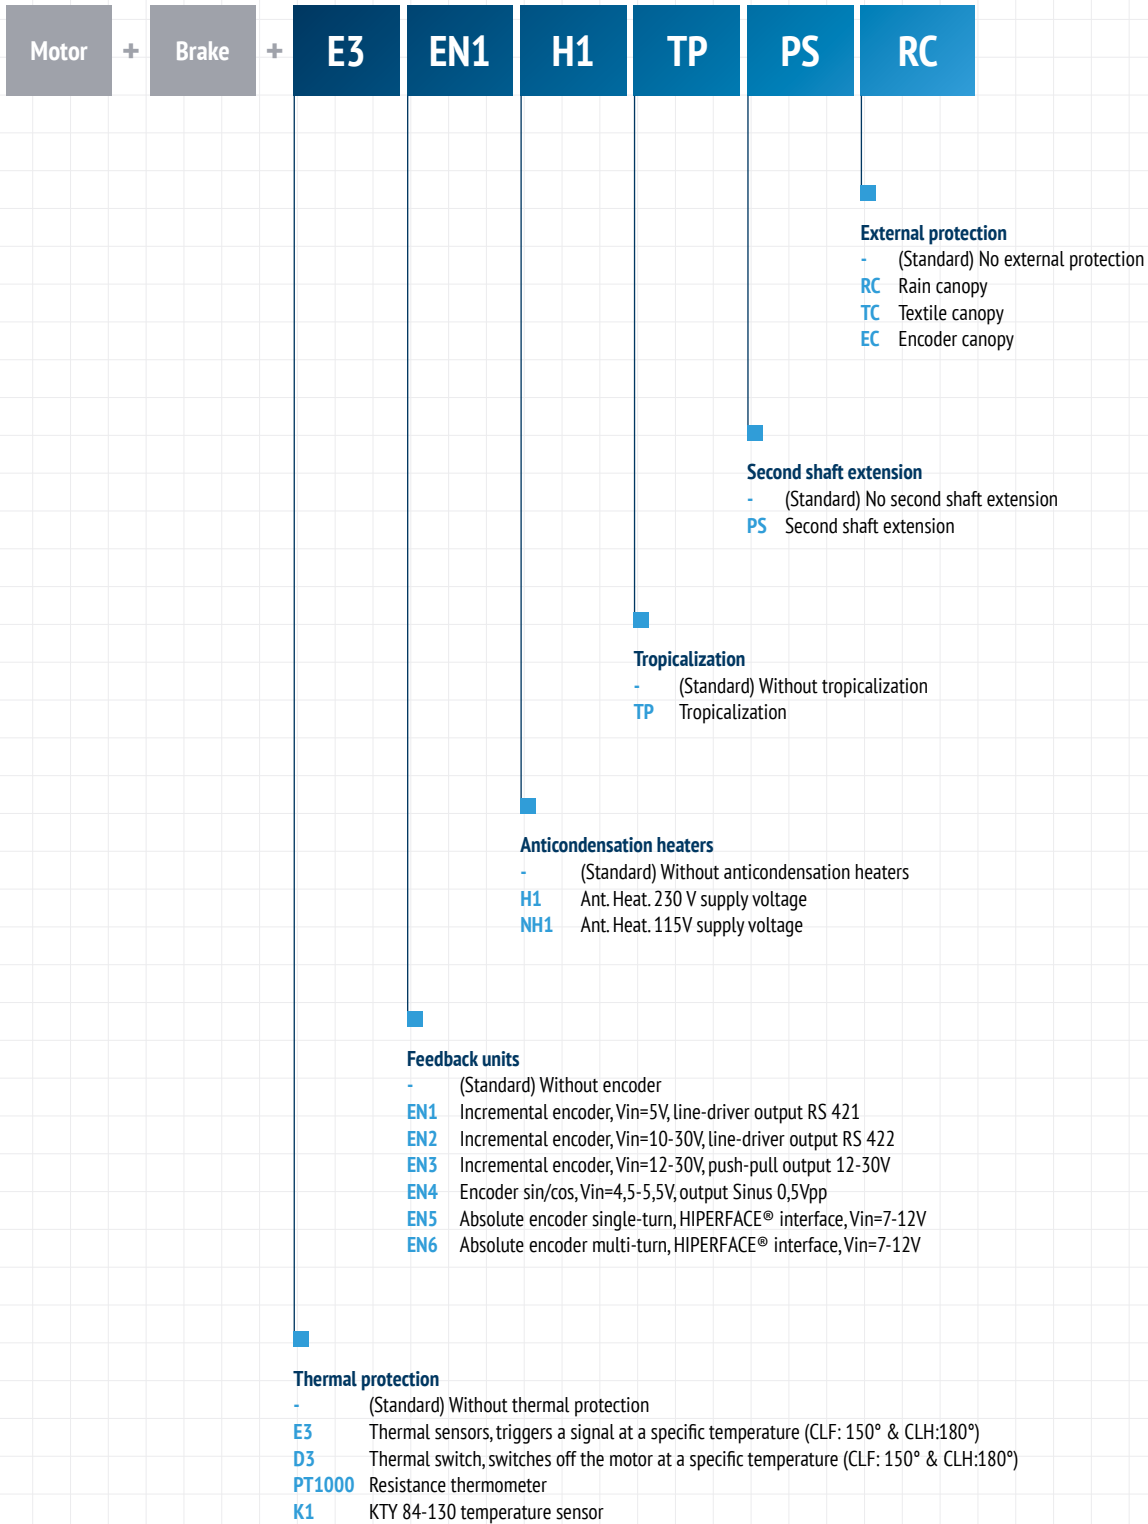 Motor + Brake + E3 EN1 H1 TP PS RC
External protection
- (Standard) No external protection
RC Rain canopy
TC Textile canopy
EC Encoder canopy
Second shaft extension
- (Standard) No second shaft extension
PS Second shaft extension
Tropicalization
- (Standard) Without tropicalization
TP Tropicalization
Anticondensation heaters
- (Standard) Without anticondensation heaters
H1 Ant. Heat. 230 V supply voltage
NH1 Ant. Heat. 115V supply voltage
Feedback units
- (Standard) Without encoder
EN1 Incremental encoder, Vin=5V, line-driver output RS 421
EN2 Incremental encoder, Vin=10-30V, line-driver output RS 422
EN3 Incremental encoder, Vin=12-30V, push-pull output 12-30V
EN4 Encoder sin/cos, Vin=4,5-5,5V, output Sinus 0,5Vpp
EN5 Absolute encoder single-turn, HIPERFACE® interface, Vin=7-12V
EN6 Absolute encoder multi-turn, HIPERFACE® interface, Vin=7-12V
Thermal protection
- (Standard) Without thermal protection
E3 Thermal sensors, triggers a signal at a specific temperature (CLF: 150° & CLH:180°)
D3 Thermal switch, switches off the motor at a specific temperature (CLF: 150° & CLH:180°)
PT1000 Resistance thermometer
K1 KTY 84-130 temperature sensor